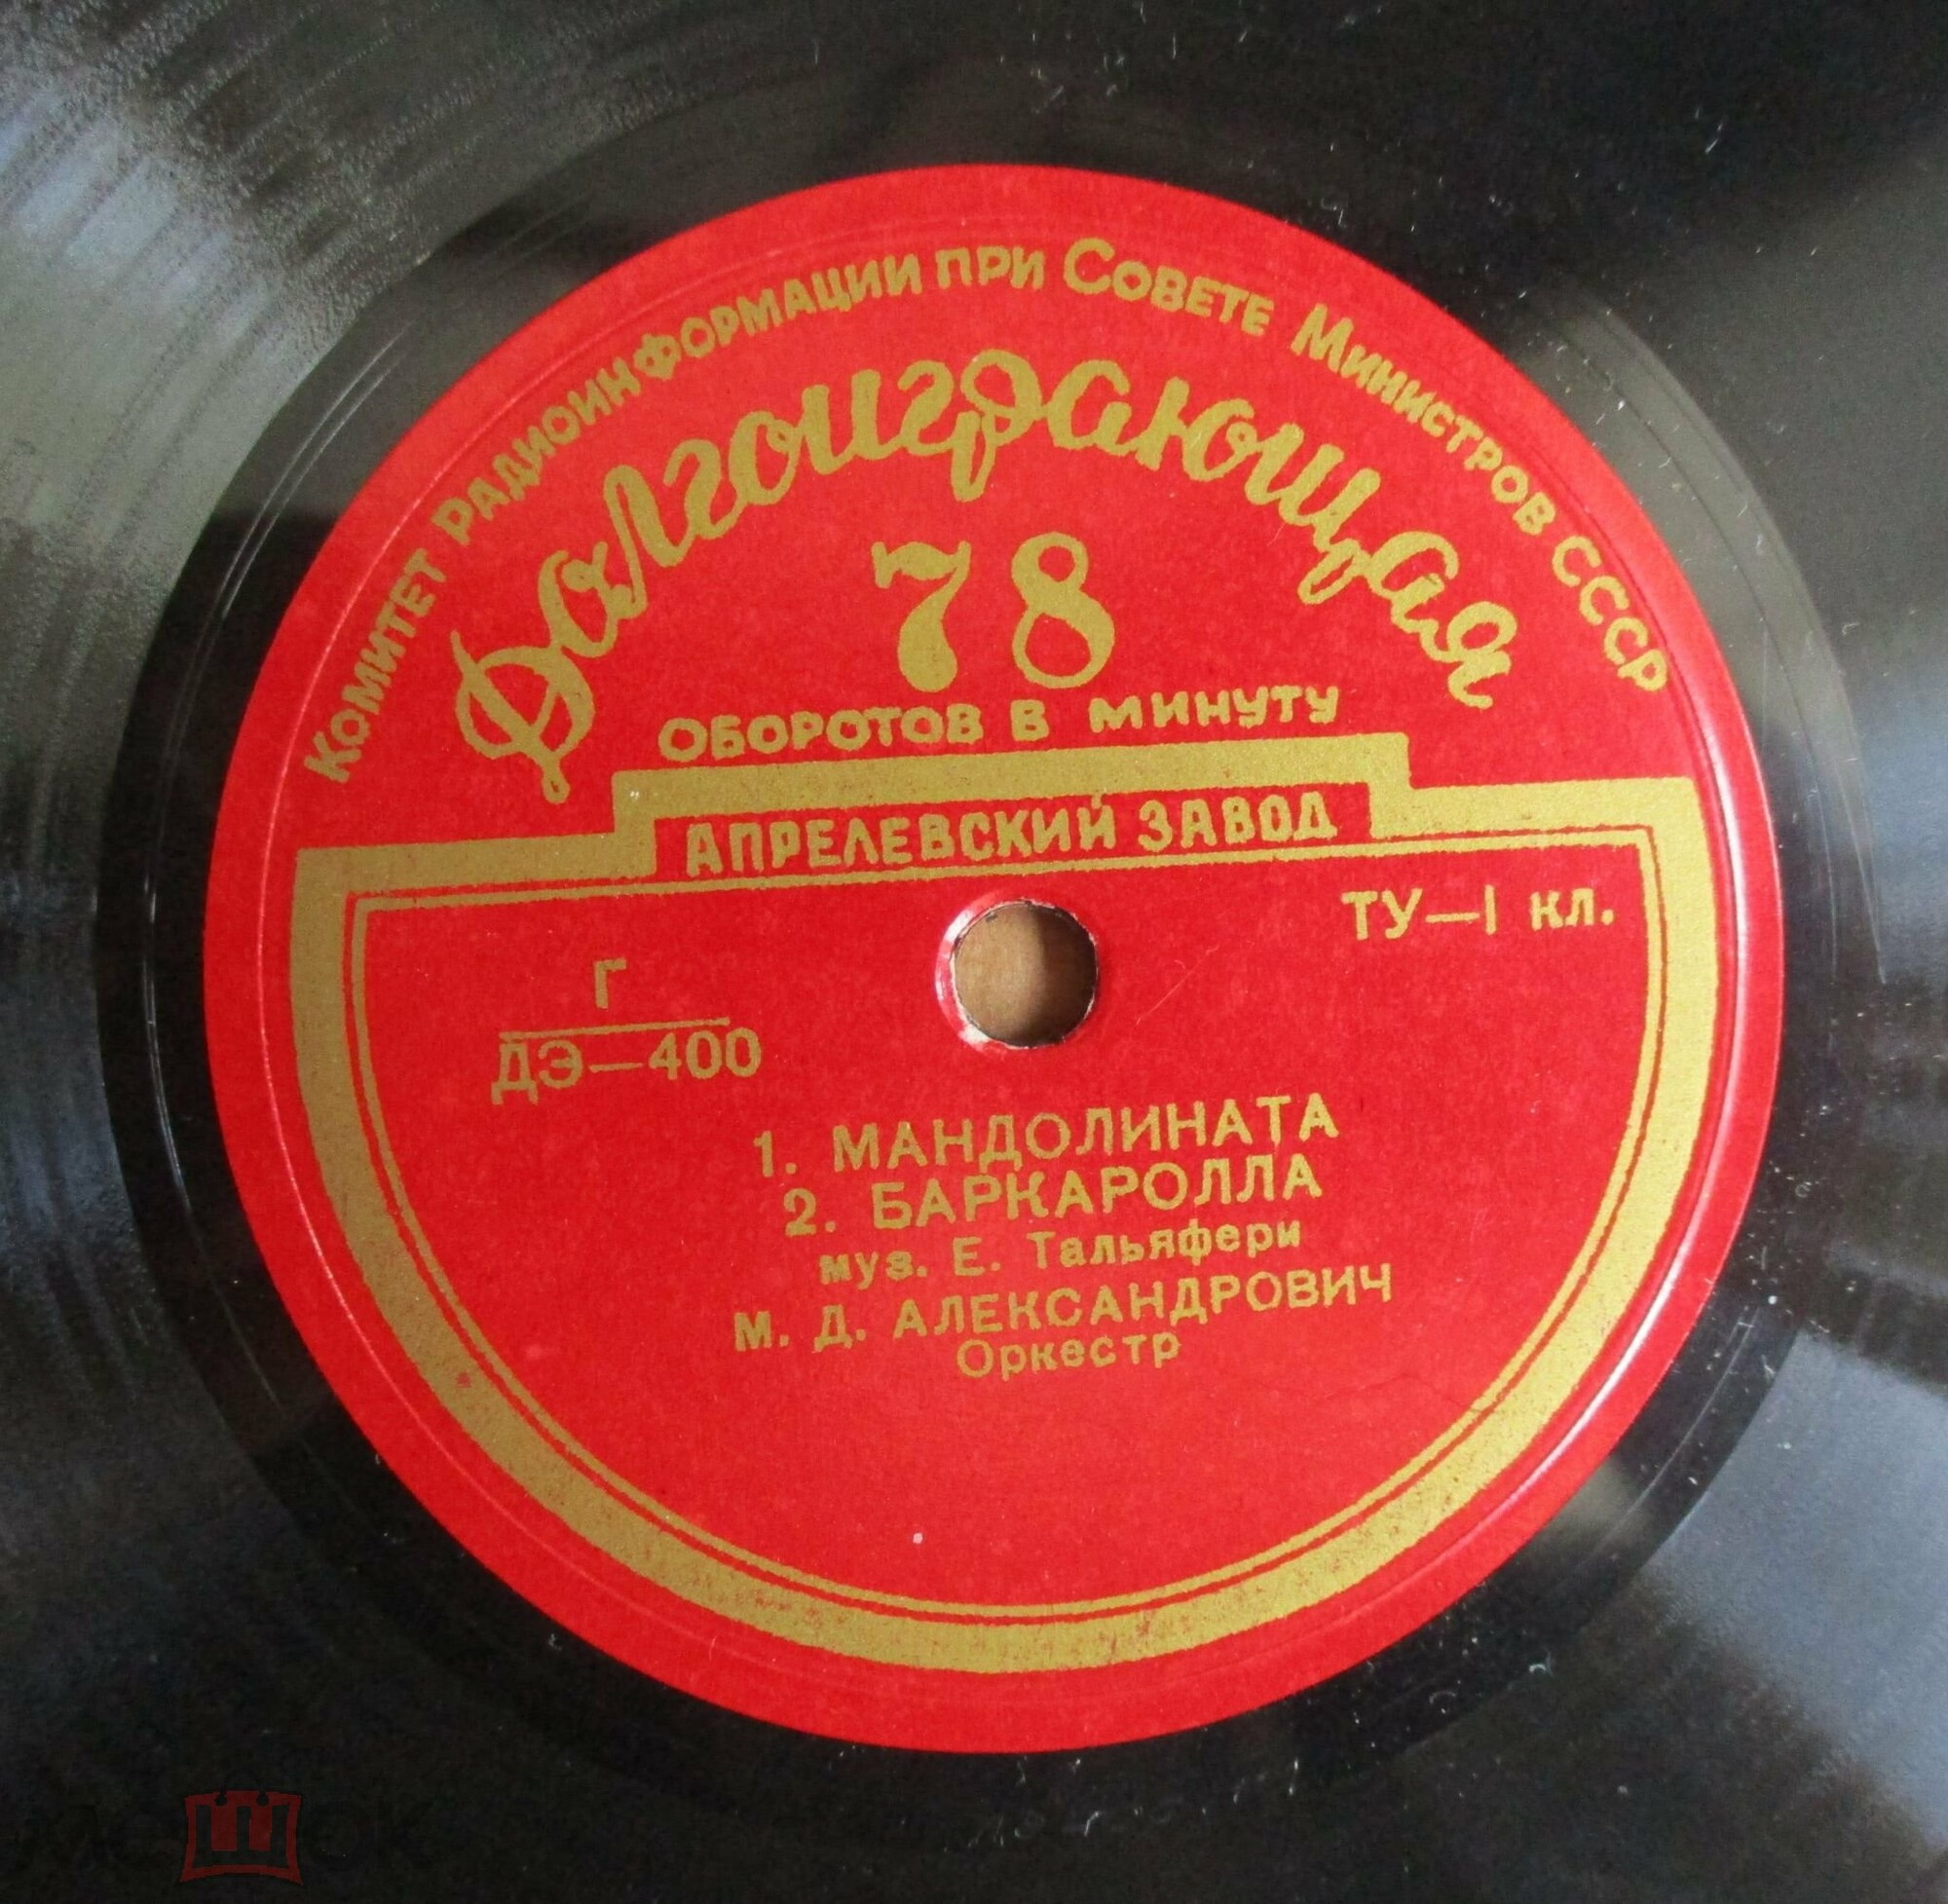 Комитет Радиоинформации при Совете Министров СССР
Долгоиграющая
78
ОБОРОТОВ В МИНУТУ
АПРЕЛЕВСКИЙ ЗАВОД
ТУ—I кл.
Г
ДЭ—400
1. МАНДОЛИНАТА
2. БАРКАРОЛЛА
муз. Е. Тальяфери
М. Д. АЛЕКСАНДРОВИЧ
Оркестр